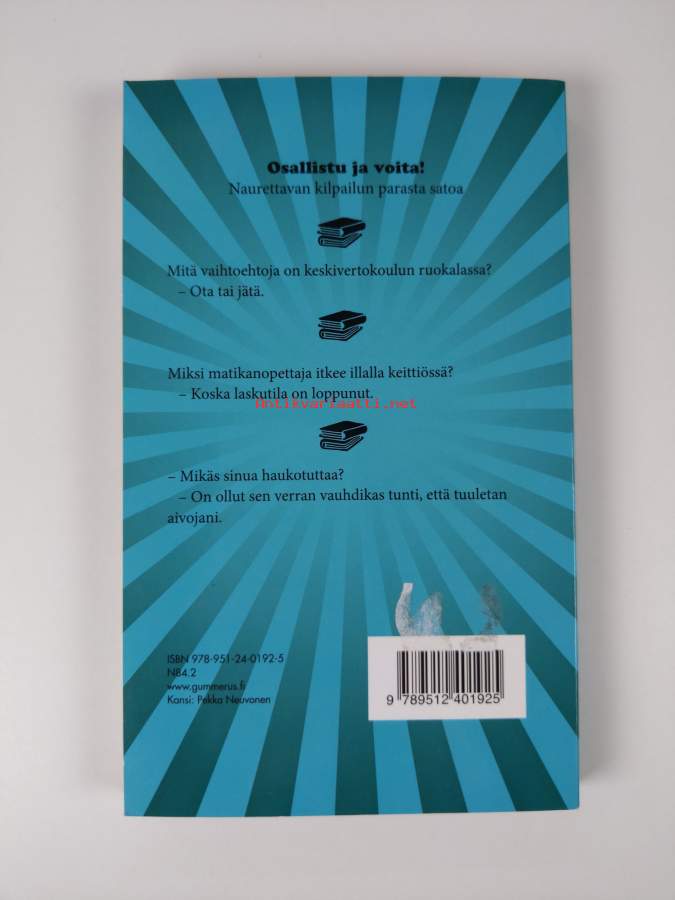 Osallistu ja voita!
Naurettavan kilpailun parasta satoa
Mitä vaihtoehtoja on keskivertokoulun ruokalassa?
– Ota tai jätä.
Miksi matikanopettaja itkee illalla keittiössä?
– Koska laskutila on loppunut.
Antikvariaatti.net
– Mikäs sinua haukotuttaa?
– On ollut sen verran vauhdikas tunti, että tuuletan
aivojani.
ISBN 978-951-24-0192-5
N84.2
www.gummerus.fi
Kansi: Pekka Neuvonen
9 789512 401925